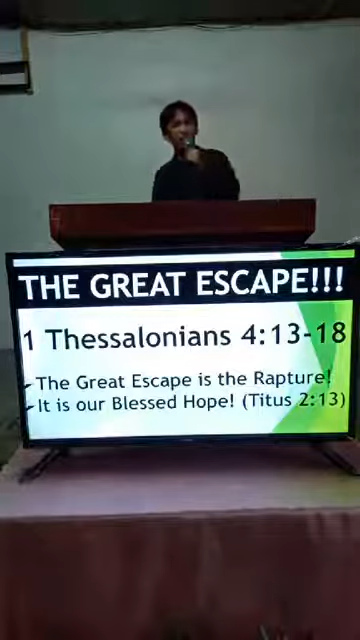 THE GREAT ESCAPE!!!
1 Thessalonians 4:13-18
The Great Escape is the Rapture!
It is our Blessed Hope! (Titus 2:13)